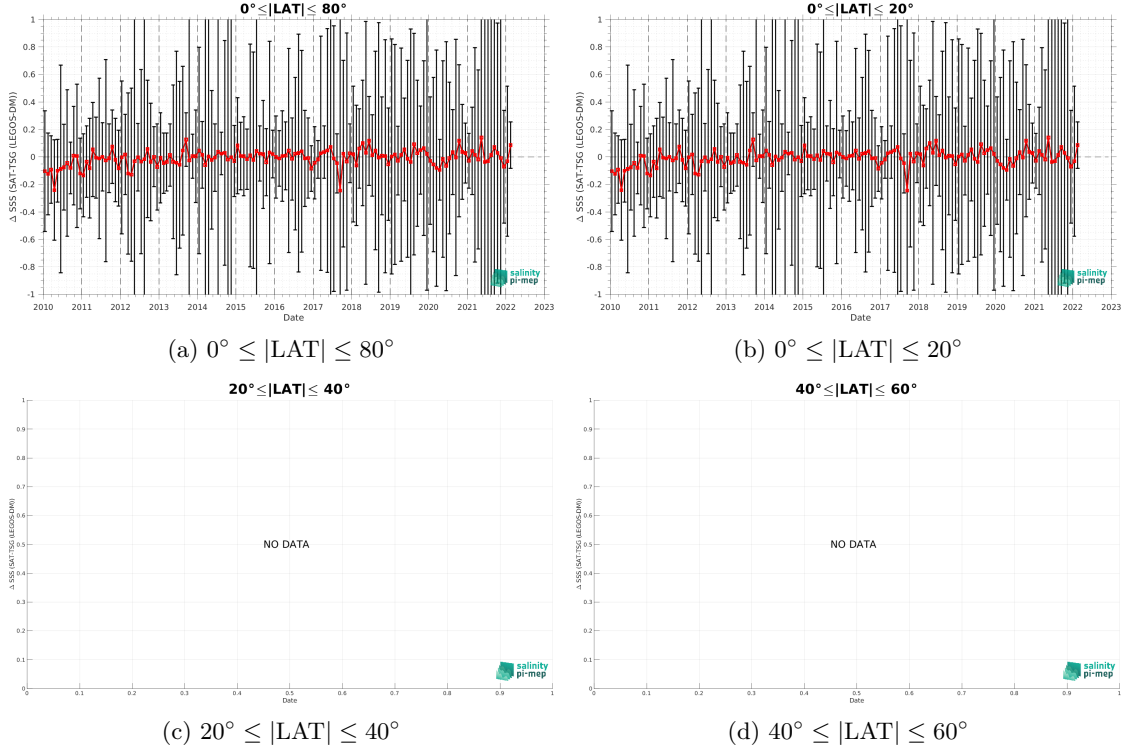 0°≤|LAT|≤ 80°
Δ SSS (SAT-TSG (LEGOS-DM))
1
0.8
0.6
0.4
0.2
0
-0.2
-0.4
-0.6
-0.8
-1
2010 2011 2012 2013 2014 2015 2016 2017 2018 2019 2020 2021 2022 2023
Date
salinity
pi-mep
(a) 0° ≤ |LAT| ≤ 80°
0°≤|LAT|≤ 20°
Δ SSS (SAT-TSG (LEGOS-DM))
1
0.8
0.6
0.4
0.2
0
-0.2
-0.4
-0.6
-0.8
-1
2010 2011 2012 2013 2014 2015 2016 2017 2018 2019 2020 2021 2022 2023
Date
salinity
pi-mep
(b) 0° ≤ |LAT| ≤ 20°
20°≤|LAT|≤ 40°
Δ SSS (SAT-TSG (LEGOS-DM))
1
0.9
0.8
0.7
0.6
0.5
0.4
0.3
0.2
0.1
0
NO DATA
0 0.1 0.2 0.3 0.4 0.5 0.6 0.7 0.8 0.9 1
Date
salinity
pi-mep
(c) 20° ≤ |LAT| ≤ 40°
40°≤|LAT|≤ 60°
Δ SSS (SAT-TSG (LEGOS-DM))
1
0.9
0.8
0.7
0.6
0.5
0.4
0.3
0.2
0.1
0
NO DATA
0 0.1 0.2 0.3 0.4 0.5 0.6 0.7 0.8 0.9 1
Date
salinity
pi-mep
(d) 40° ≤ |LAT| ≤ 60°